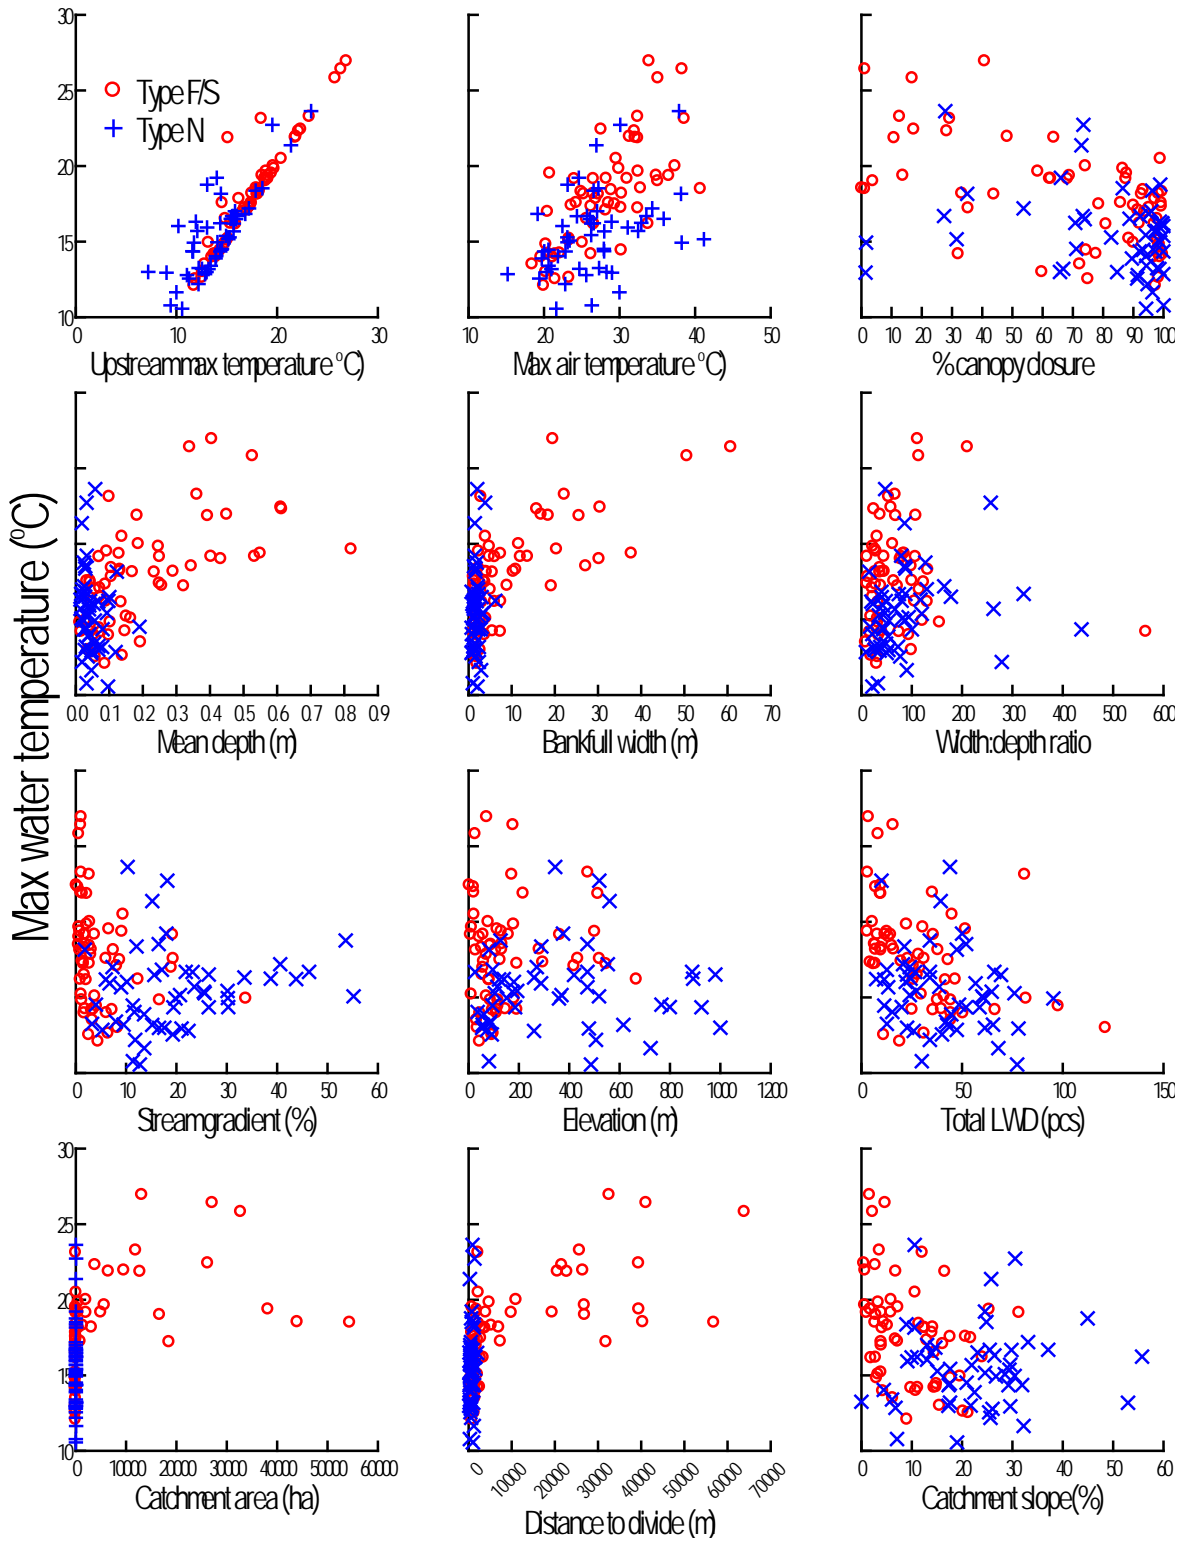 30
25
20
15
10
Type F/S
Type N
0 10 20 30
10 20 30 40 50
0 10 20 30 40 50 60 70 80 90 100
Upstream max temperature °C)
Max air temperature °C)
% canopy closure
Max water temperature (°C)
0.0 0.1 0.2 0.3 0.4 0.5 0.6 0.7 0.8 0.9
0 10 20 30 40 50 60 70
0 100 200 300 400 500 600
Mean depth (m)
Bankfull width (m)
Width:depth ratio
0 10 20 30 40 50 60
0 200 400 600 800 1000 1200
0 50 100 150
Stream gradient (%)
Elevation (m)
Total LWD (pcs)
30
25
20
15
10
0 10000 20000 30000 40000 50000 60000
0 10000 20000 30000 40000 50000 60000 70000
0 10 20 30 40 50 60
Catchment area (ha)
Distance to divide (m)
Catchment slope(%)